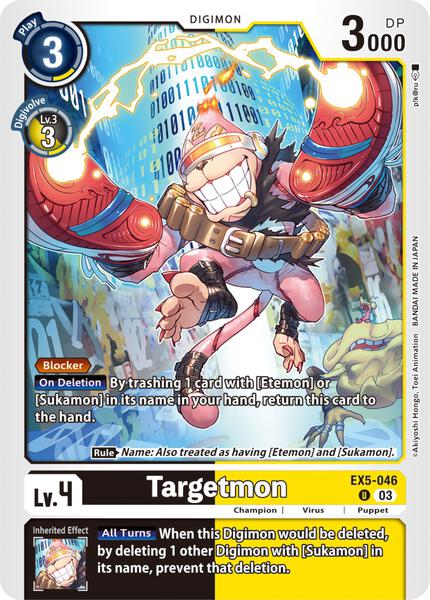 Play
3
DIGIMON
3000
DP
Digivolve
Lv.3
3
p!k@ru
©Akiyoshi Hongo, Toei Animation BANDAI MADE IN JAPAN
Blocker
On Deletion By trashing 1 card with [Etemon] or
[Sukamon] in its name in your hand, return this card to
the hand.
Rule Name: Also treated as having [Etemon] and [Sukamon].
Lv.4
Targetmon
EX5-046
U 03
Champion | Virus | Puppet
Inherited Effect
All Turns When this Digimon would be deleted,
by deleting 1 other Digimon with [Sukamon] in
its name, prevent that deletion.